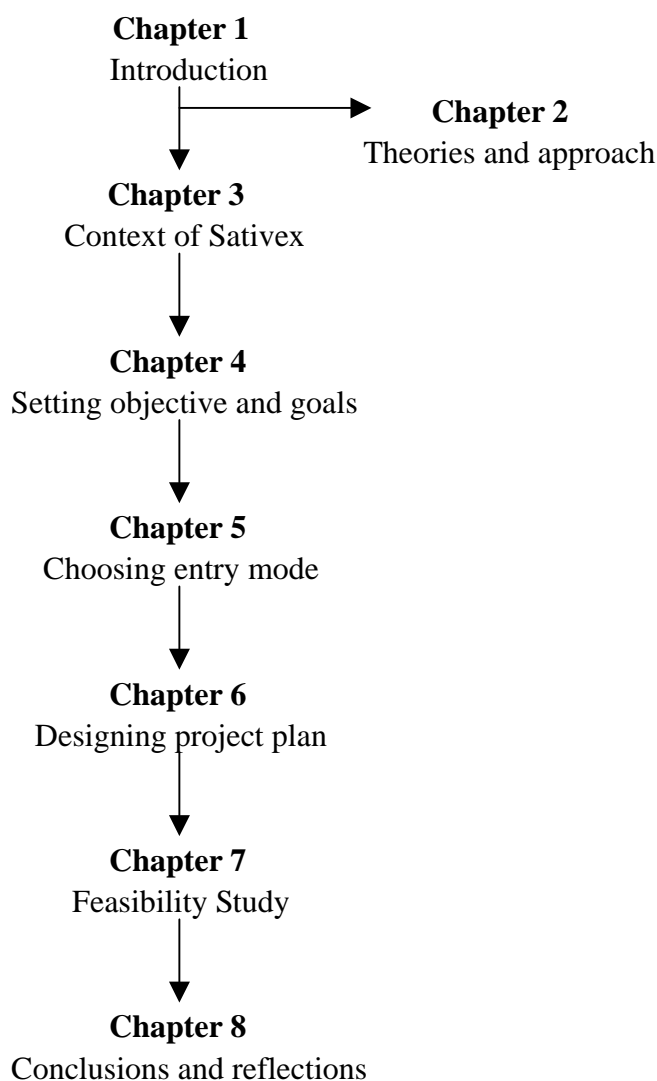 Chapter 1
Introduction
Chapter 2
Theories and approach
Chapter 3
Context of Sativex
Chapter 4
Setting objective and goals
Chapter 5
Choosing entry mode
Chapter 6
Designing project plan
Chapter 7
Feasibility Study
Chapter 8
Conclusions and reflections